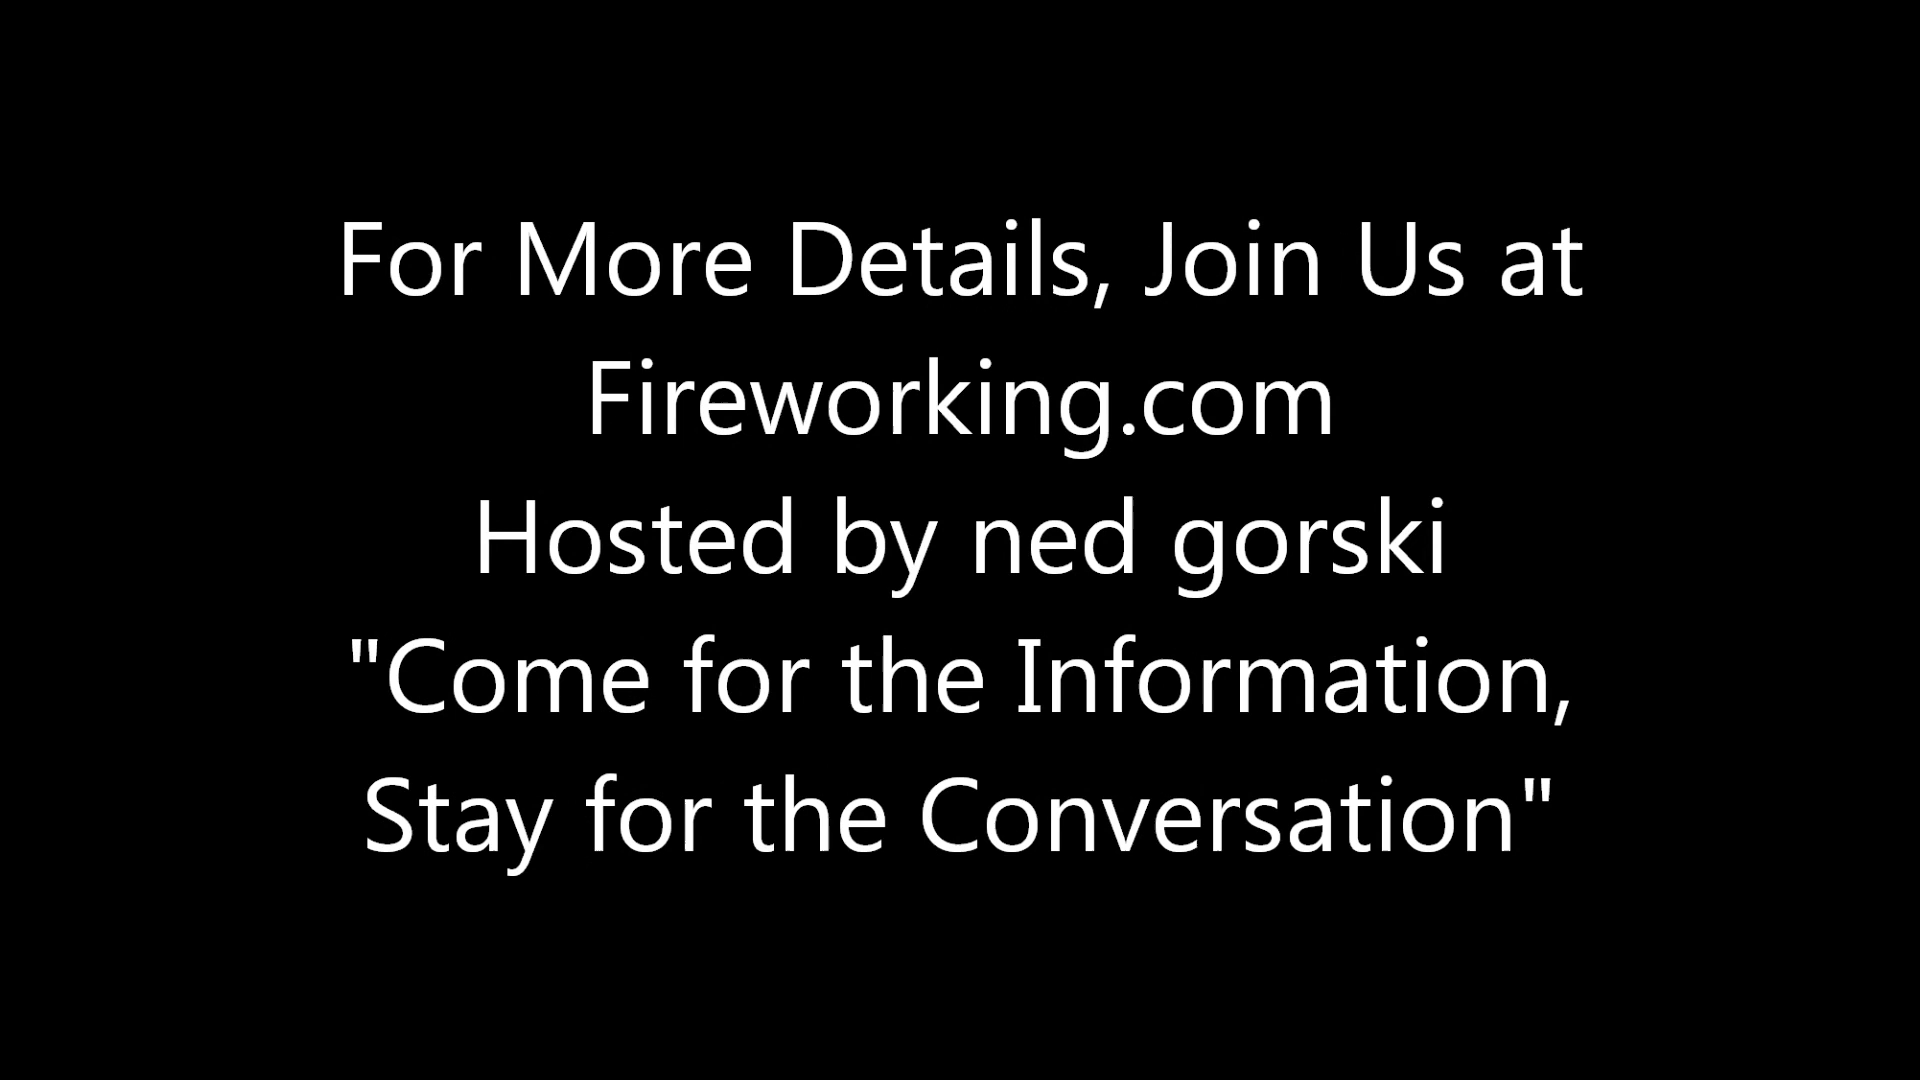 For More Details, Join Us at
Fireworking.com
Hosted by ned gorski
"Come for the Information,
Stay for the Conversation"